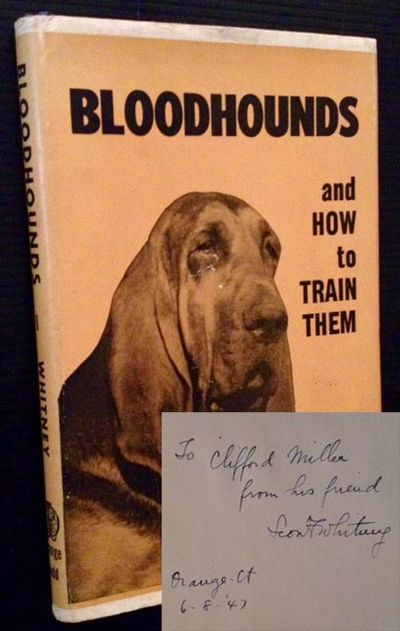 BLOODHOUNDS
and
HOW
to
TRAIN
THEM
BLOODHOUNDS — WHITNEY
To Clifford Miller
from his friend
Leon F Whitney
Orange-Ct
6-8-'47